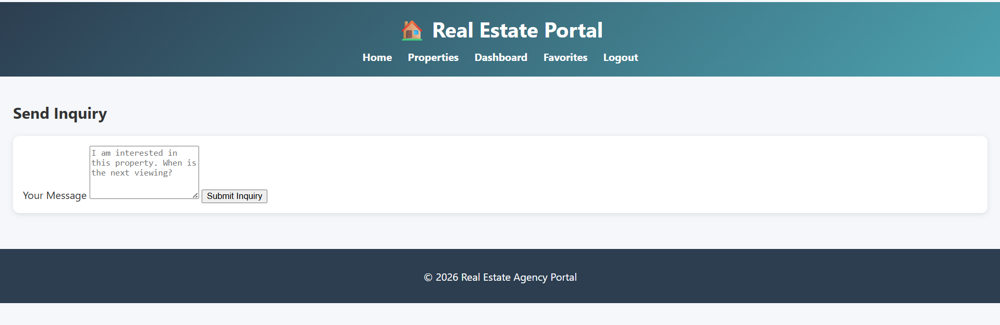 Real Estate Portal
Home Properties Dashboard Favorites Logout
Send Inquiry
I am interested in
this property. When is
the next viewing?
Your Message
Submit Inquiry
© 2026 Real Estate Agency Portal